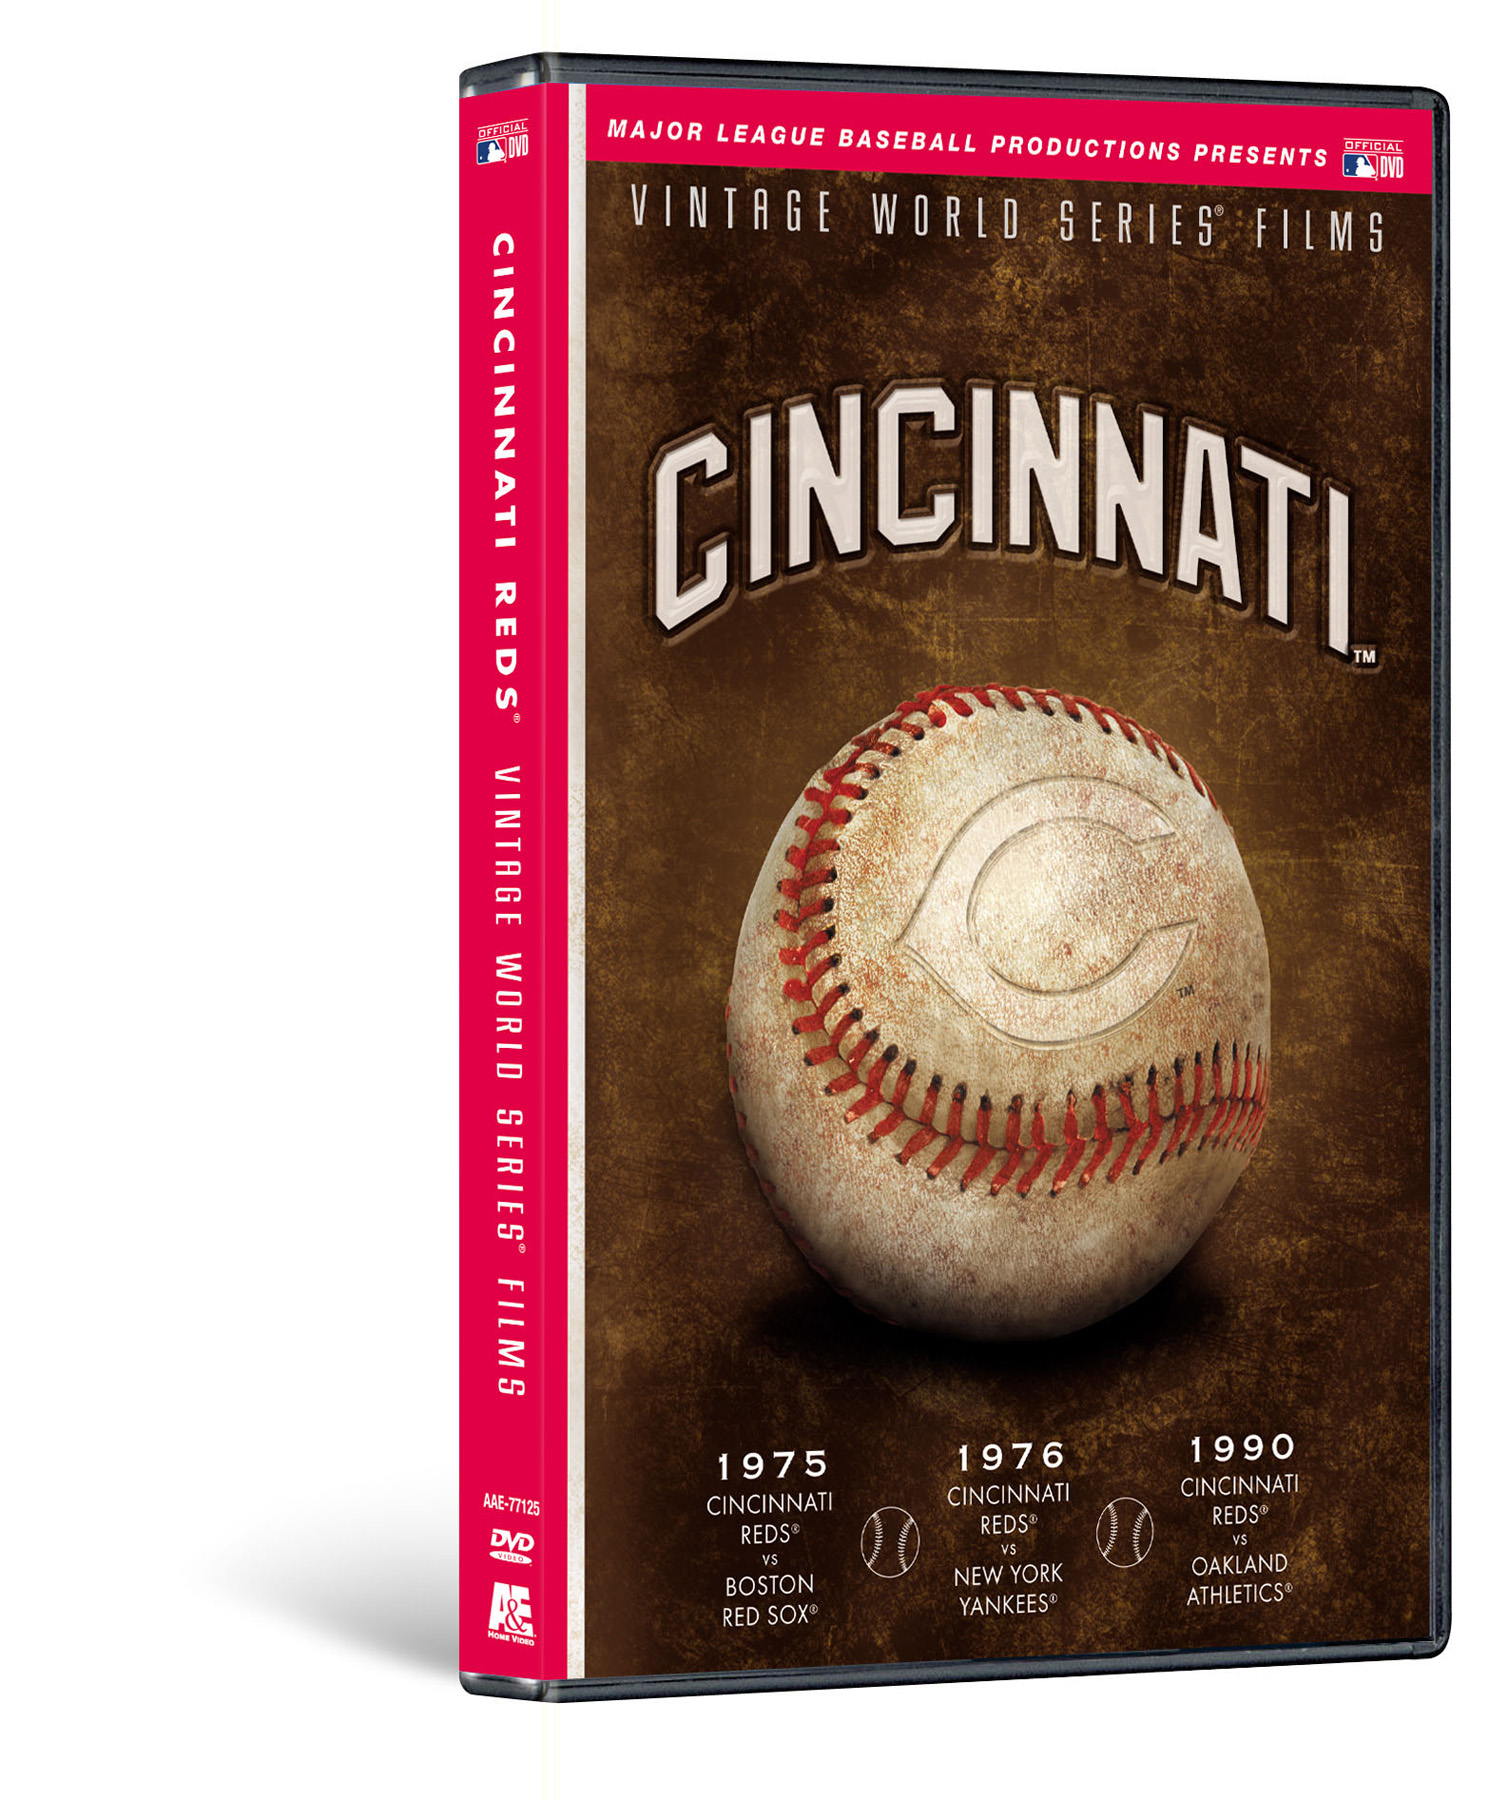 OFFICIAL
DVD
CINCINNATI REDS® VINTAGE WORLD SERIES® FILMS
AAE-77125
DVD
VIDEO
A&E
HOME VIDEO
MAJOR LEAGUE BASEBALL PRODUCTIONS PRESENTS
OFFICIAL
DVD
VINTAGE WORLD SERIES® FILMS
CINCINNATI™
C
TM
1975
CINCINNATI
REDS®
vs
BOSTON
RED SOX®
1976
CINCINNATI
REDS®
vs
NEW YORK
YANKEES®
1990
CINCINNATI
REDS®
vs
OAKLAND
ATHLETICS®